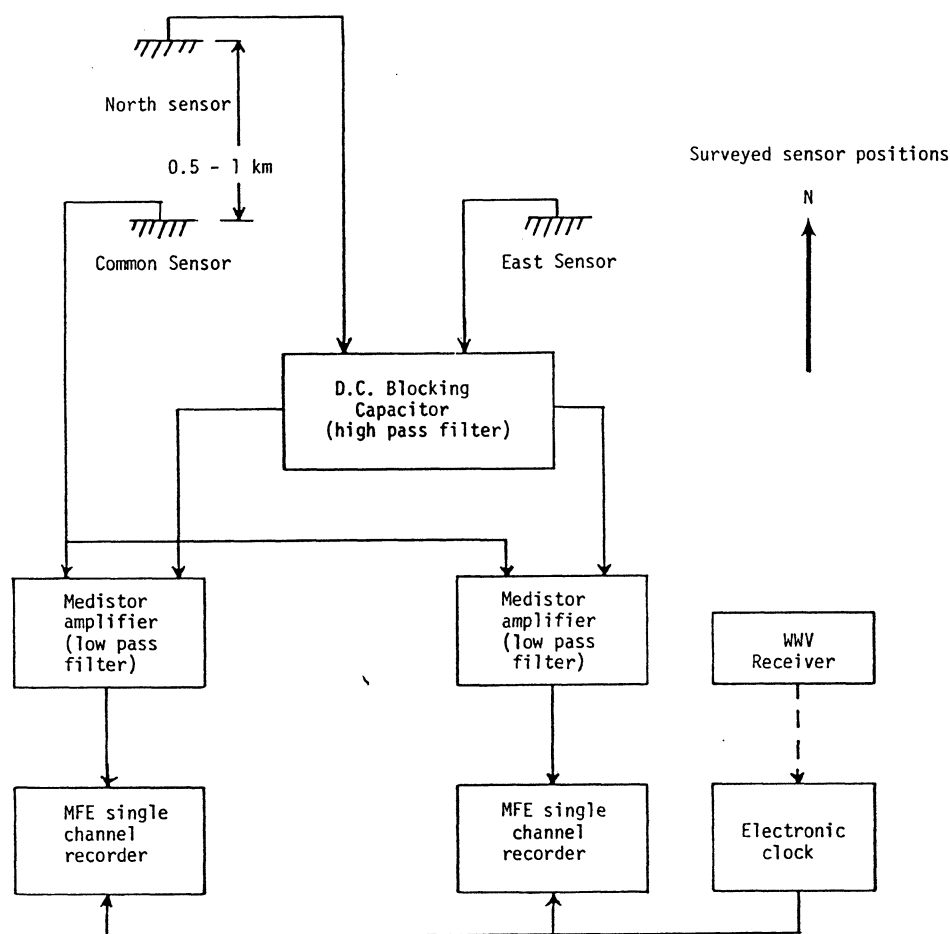 North sensor
0.5 - 1 km
Surveyed sensor positions
N
Common Sensor
East Sensor
D.C. Blocking
Capacitor
(high pass filter)
Medistor
amplifier
(low pass
filter)
Medistor
amplifier
(low pass
filter)
WWV
Receiver
MFE single
channel
recorder
MFE single
channel
recorder
Electronic
clock